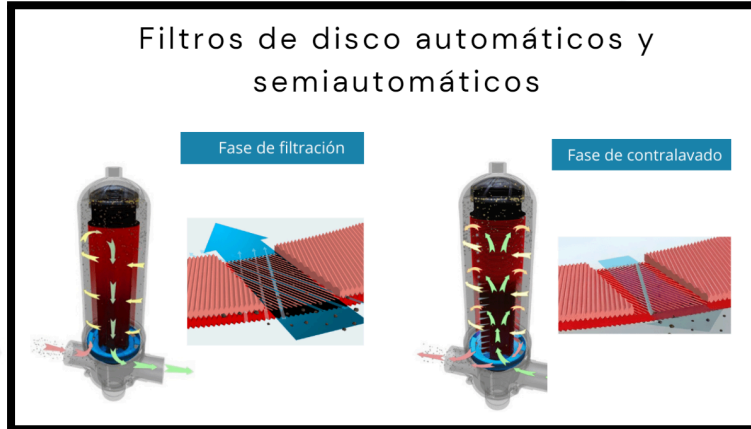 Filtros de disco automáticos y
semiautomáticos
Fase de filtración
Fase de contralavado